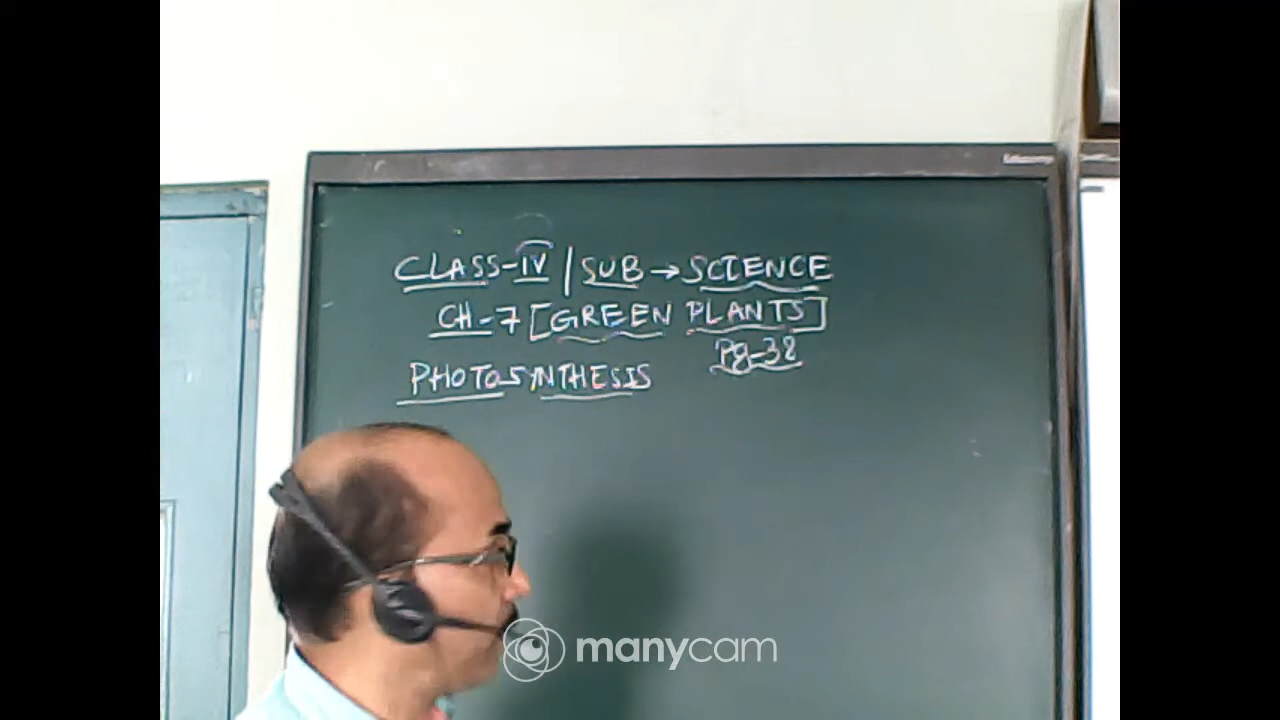 CLASS-IV | SUB → SCIENCE
CH-7 [GREEN PLANTS]
Pg-38
PHOTOSYNTHESIS
manycam